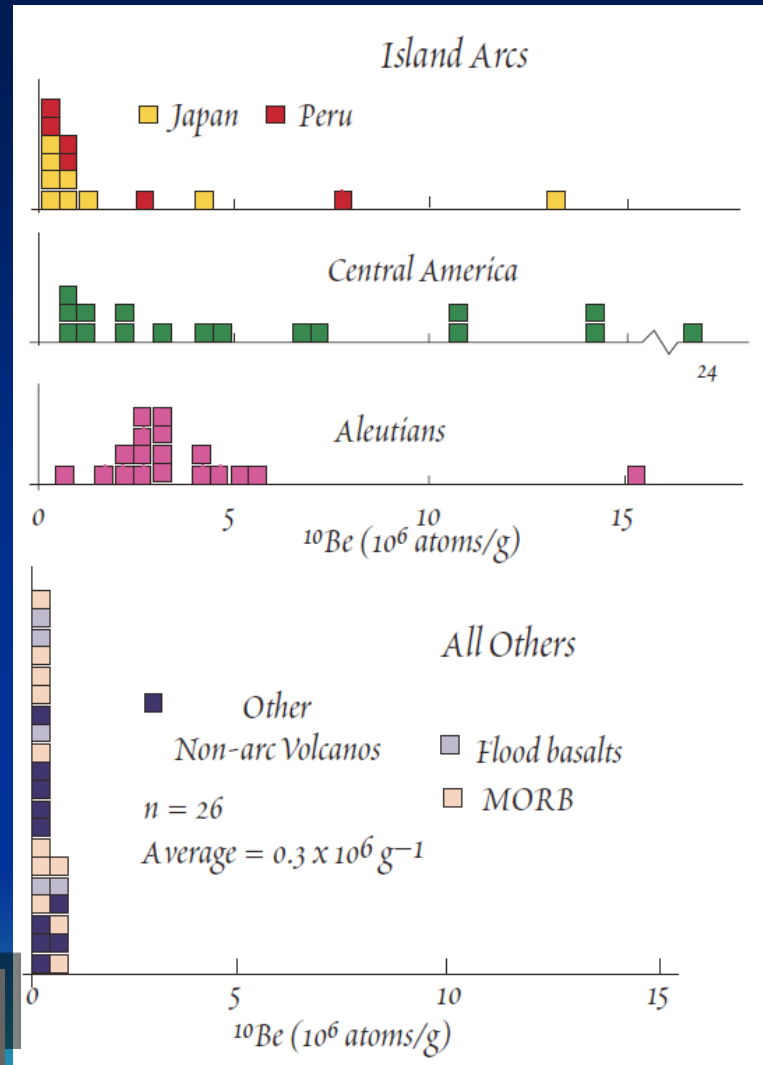 Island Arcs
Japan Peru
Central America
24
Aleutians
0 5 10 15
¹⁰Be (10⁶ atoms/g)
All Others
Other
Non-arc Volcanos
Flood basalts
MORB
n = 26
Average = 0.3 x 10⁶ g⁻¹
0 5 10 15
¹⁰Be (10⁶ atoms/g)